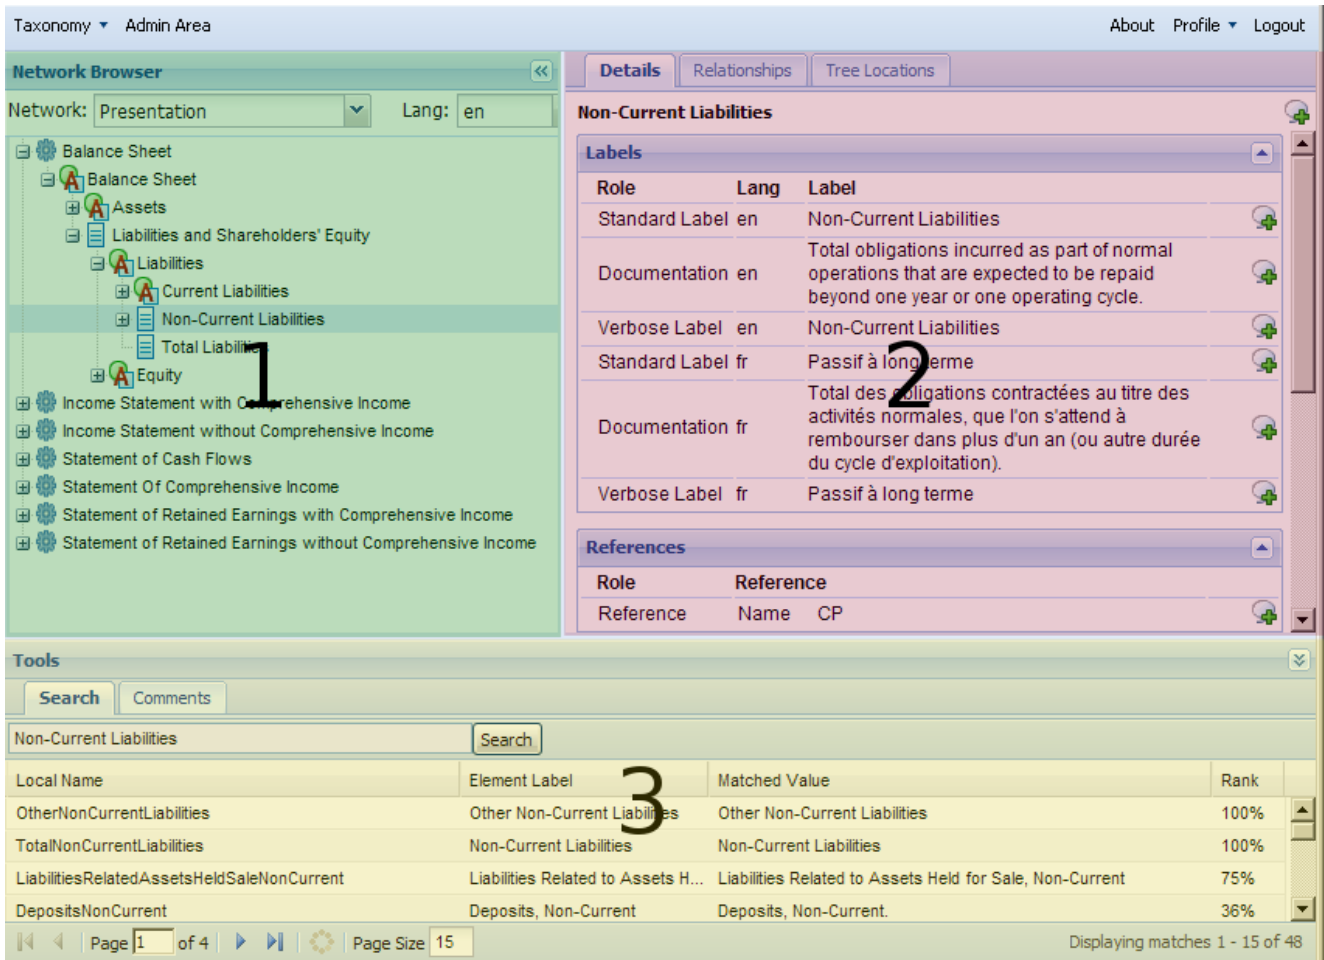 Taxonomy Admin Area About Profile Logout
Network Browser
Network: Presentation Lang: en
Balance Sheet
Balance Sheet
Assets
Liabilities and Shareholders' Equity
Liabilities
Current Liabilities
Non-Current Liabilities
Total Liabilities
Equity
Income Statement with Comprehensive Income
Income Statement without Comprehensive Income
Statement of Cash Flows
Statement Of Comprehensive Income
Statement of Retained Earnings with Comprehensive Income
Statement of Retained Earnings without Comprehensive Income
1
Details Relationships Tree Locations
Non-Current Liabilities
Labels
Role Lang Label
Standard Label en Non-Current Liabilities
Total obligations incurred as part of normal
Documentation en operations that are expected to be repaid
beyond one year or one operating cycle.
Verbose Label en Non-Current Liabilities
Standard Label fr Passif à long terme
Total des obligations contractées au titre des
activités normales, que l'on s'attend à
Documentation fr
rembourser dans plus d'un an (ou autre durée
du cycle d'exploitation).
Verbose Label fr Passif à long terme
2
References
Role Reference
Reference Name CP
Tools
Search Comments
Non-Current Liabilities Search
Local Name Element Label Matched Value Rank
OtherNonCurrentLiabilities Other Non-Current Liabilities Other Non-Current Liabilities 100%
TotalNonCurrentLiabilities Non-Current Liabilities Non-Current Liabilities 100%
LiabilitiesRelatedAssetsHeldSaleNonCurrent Liabilities Related to Assets H... Liabilities Related to Assets Held for Sale, Non-Current 75%
DepositsNonCurrent Deposits, Non-Current Deposits, Non-Current. 36%
3
Page 1 of 4 Page Size 15 Displaying matches 1 - 15 of 48